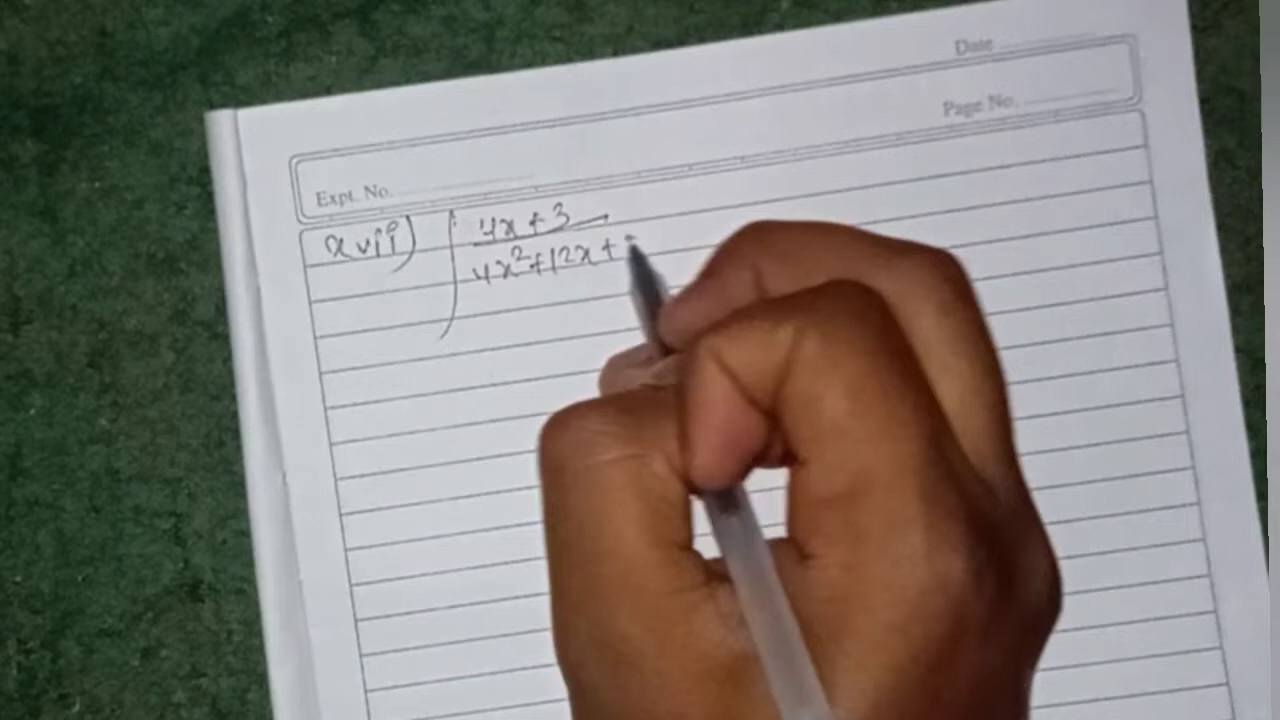 Date
Page No.
Expt. No.
xvii) ∫ 4x + 3
4x² + 12x +